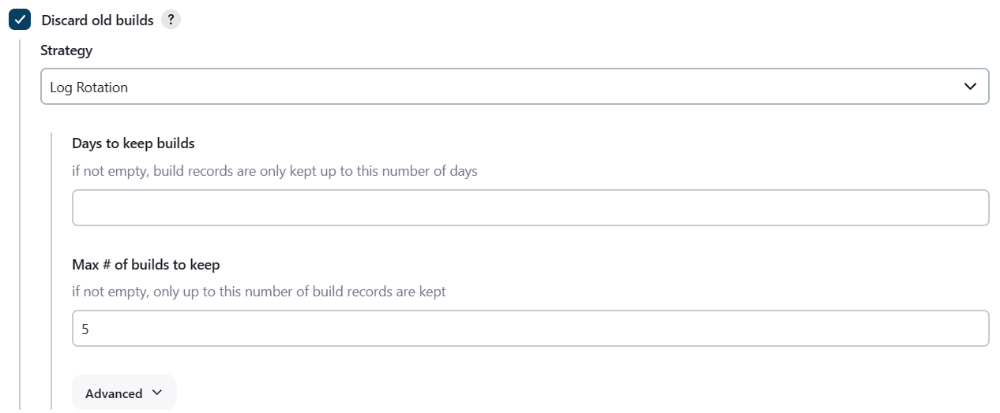 Discard old builds ?
Strategy
Log Rotation
Days to keep builds
if not empty, build records are only kept up to this number of days
Max # of builds to keep
if not empty, only up to this number of build records are kept
5
Advanced